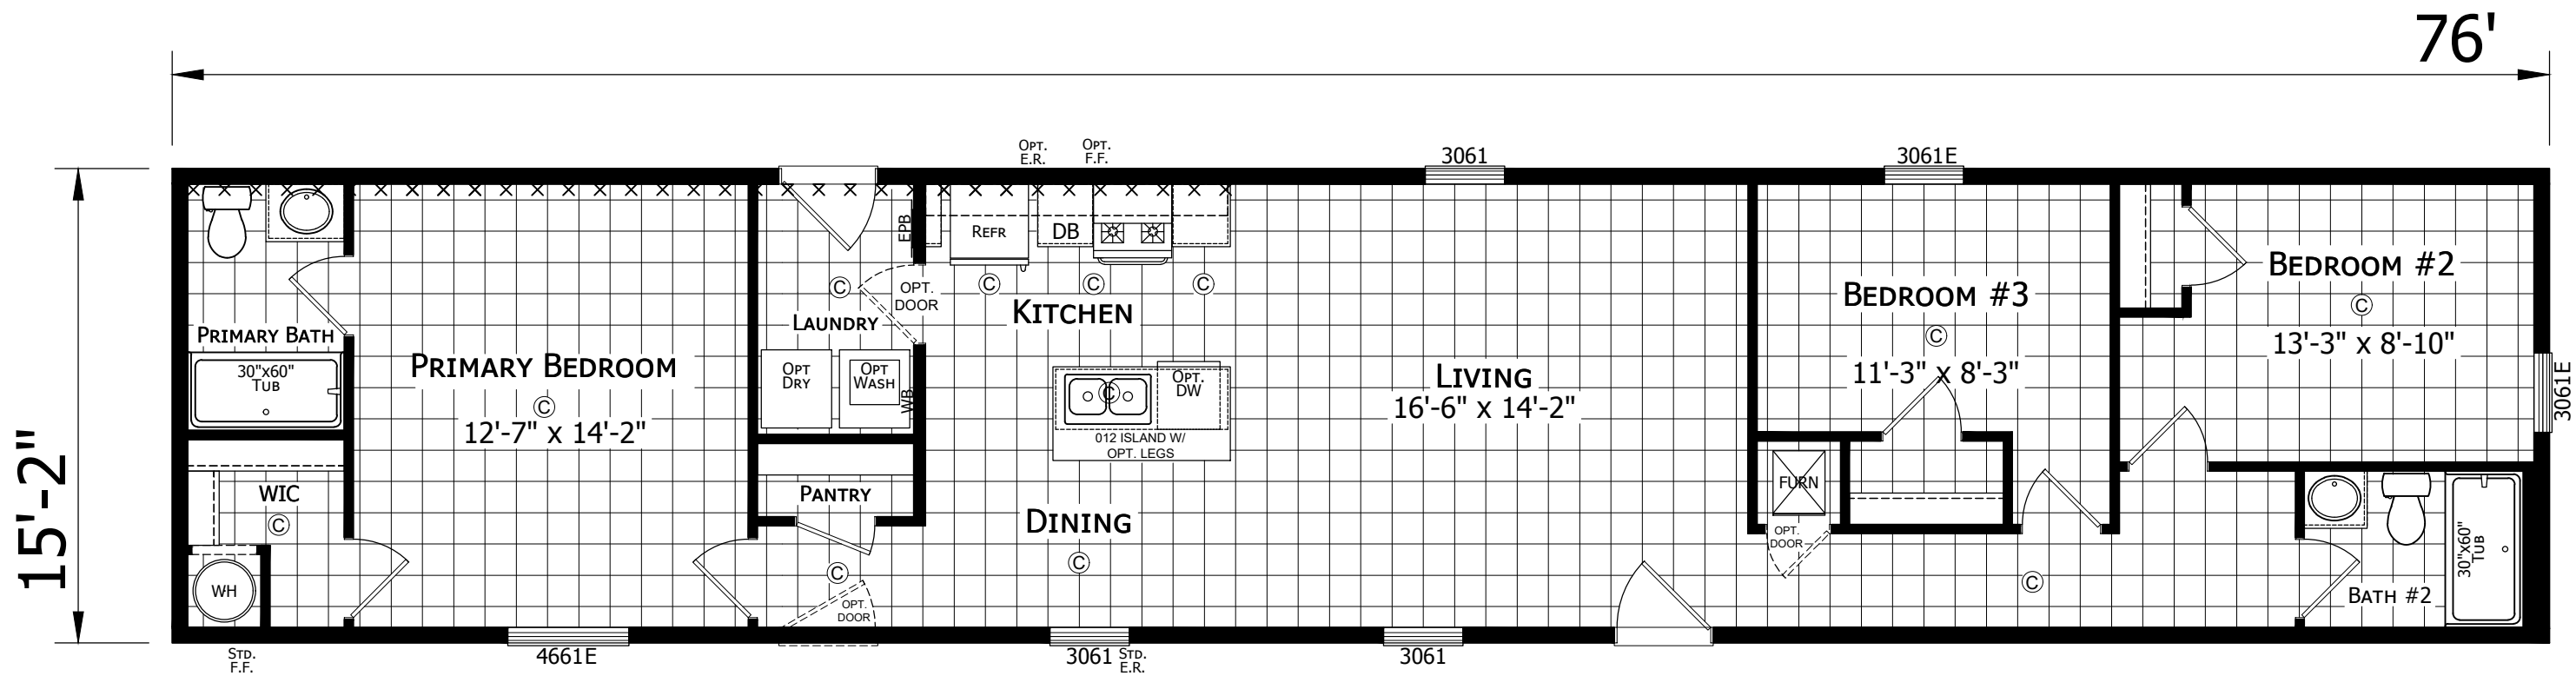 76'
15'-2"
OPT.
E.R.
OPT.
F.F.
3061
3061E
PRIMARY BATH
30"x60"
TUB
WIC
C
WH
STD.
F.F.
PRIMARY BEDROOM
C
12'-7" x 14'-2"
4661E
EPB
C
OPT.
DOOR
LAUNDRY
OPT
DRY
OPT
WASH
WB
PANTRY
C
OPT.
DOOR
REFR
DB
C
C
C
KITCHEN
C
OPT.
DW
012 ISLAND W/
OPT. LEGS
DINING
C
3061
STD.
E.R.
LIVING
16'-6" x 14'-2"
3061
BEDROOM #3
C
11'-3" x 8'-3"
FURN
OPT.
DOOR
C
BEDROOM #2
C
13'-3" x 8'-10"
3061E
30"x60"
TUB
BATH #2